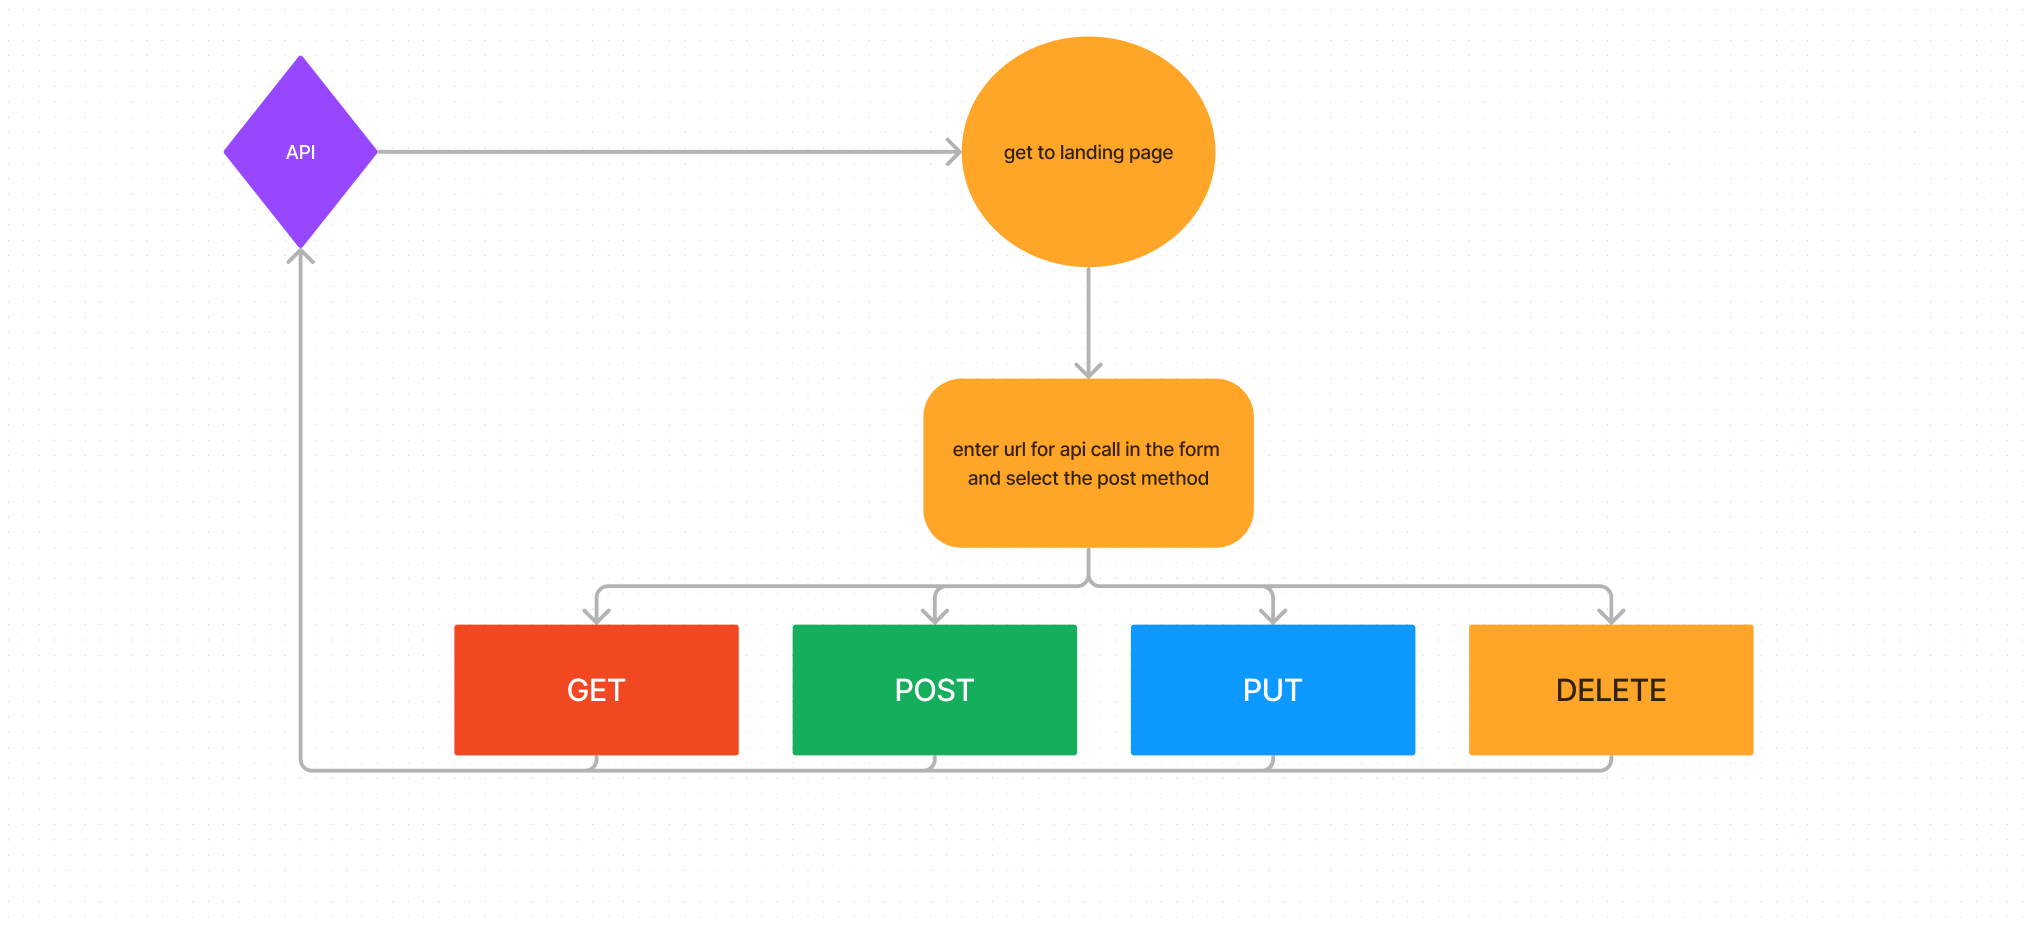 API
get to landing page
enter url for api call in the form
and select the post method
GET
POST
PUT
DELETE